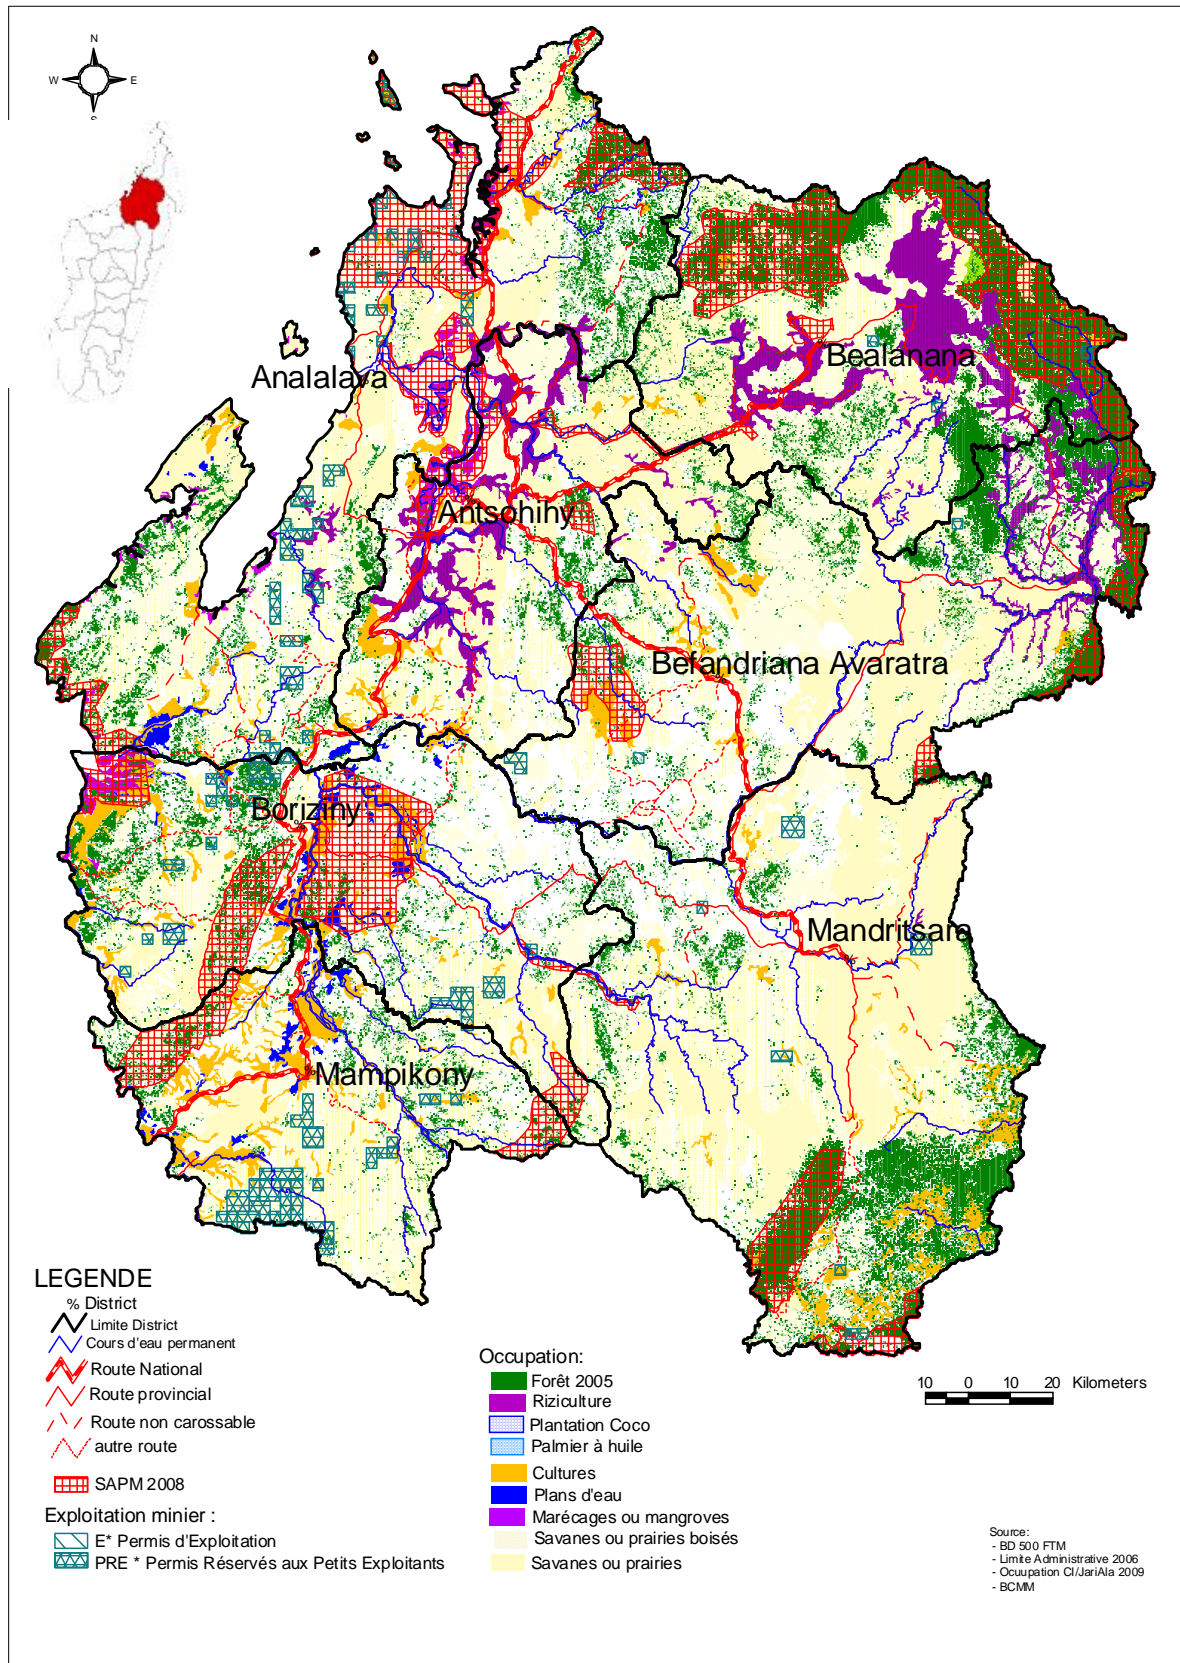 N
W
E
S
Analalava
Bealanana
Antsohihy
Befandriana Avaratra
Boriziny
Mandritsara
Mampikony
LEGENDE
% District
Limite District
Cours d'eau permanent
Route National
Route provincial
Route non carossable
autre route
SAPM 2008
Exploitation minier :
E* Permis d'Exploitation
PRE * Permis Réservés aux Petits Exploitants
Occupation:
Forêt 2005
Riziculture
Plantation Coco
Palmier à huile
Cultures
Plans d'eau
Marécages ou mangroves
Savanes ou prairies boisés
Savanes ou prairies
10 0 10 20 Kilometers
Source:
- BD 500 FTM
- Limite Administrative 2006
- Ocuupation CI/JariAla 2009
- BCMM